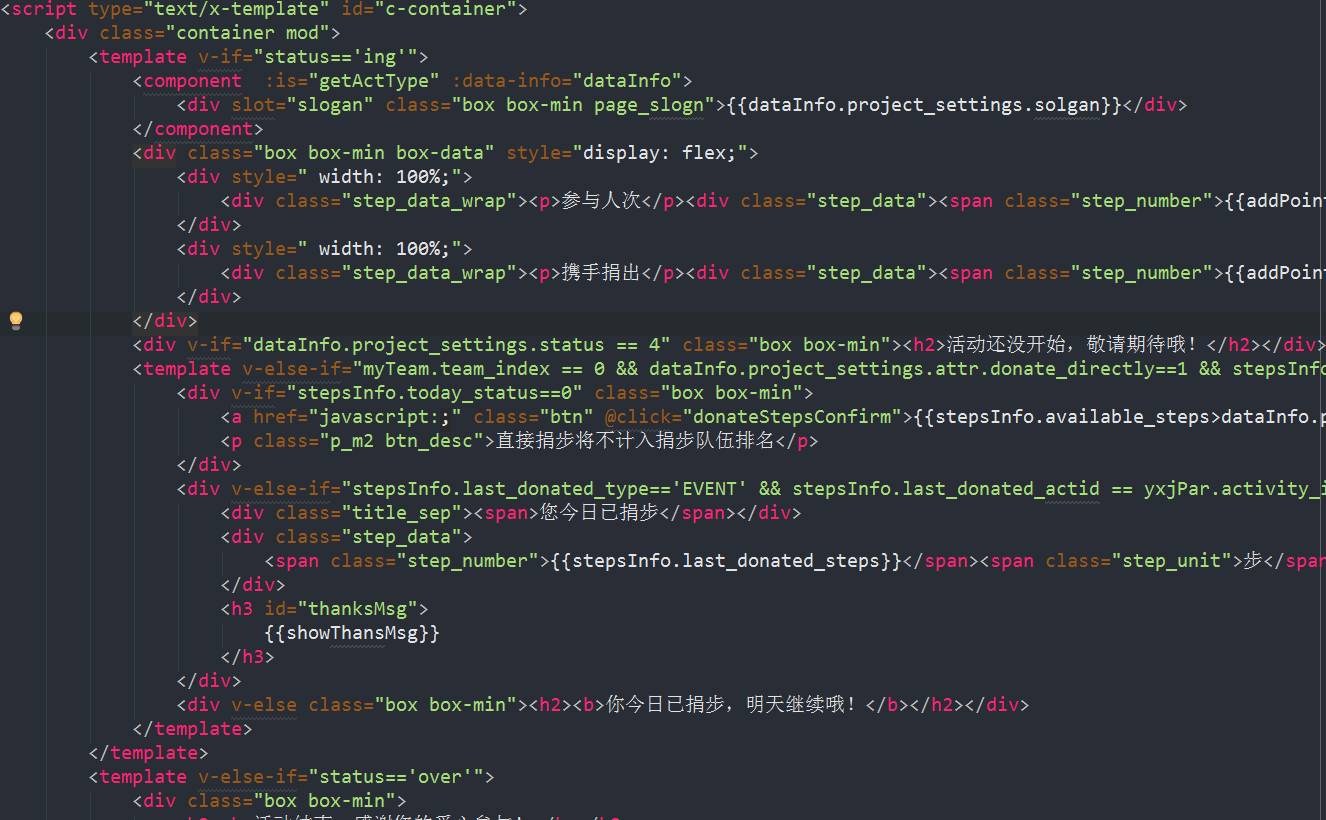 <script type="text/x-template" id="c-container">
<div class="container mod">
<template v-if="status=='ing'">
<component  :is="getActType" :data-info="dataInfo">
<div slot="slogan" class="box box-min page_slogn">{{dataInfo.project_settings.solgan}}</div>
</component>
<div class="box box-min box-data" style="display: flex;">
<div style=" width: 100%;">
<div class="step_data_wrap"><p>参与人次</p><div class="step_data"><span class="step_number">{{addPoint
</div>
<div style=" width: 100%;">
<div class="step_data_wrap"><p>携手捐出</p><div class="step_data"><span class="step_number">{{addPoint
</div>
</div>
<div v-if="dataInfo.project_settings.status == 4" class="box box-min"><h2>活动还没开始，敬请期待哦！</h2></div>
<template v-else-if="myTeam.team_index == 0 && dataInfo.project_settings.attr.donate_directly==1 && stepsInfo
<div v-if="stepsInfo.today_status==0" class="box box-min">
<a href="javascript:;" class="btn" @click="donateStepsConfirm">{{stepsInfo.available_steps>dataInfo.p
<p class="p_m2 btn_desc">直接捐步将不计入捐步队伍排名</p>
</div>
<div v-else-if="stepsInfo.last_donated_type=='EVENT' && stepsInfo.last_donated_actid == yxjPar.activity_i
<div class="title_sep"><span>您今日已捐步</span></div>
<div class="step_data">
<span class="step_number">{{stepsInfo.last_donated_steps}}</span><span class="step_unit">步</span
</div>
<h3 id="thanksMsg">
{{showThansMsg}}
</h3>
</div>
<div v-else class="box box-min"><h2><b>你今日已捐步，明天继续哦！</b></h2></div>
</template>
</template>
<template v-else-if="status=='over'">
<div class="box box-min">